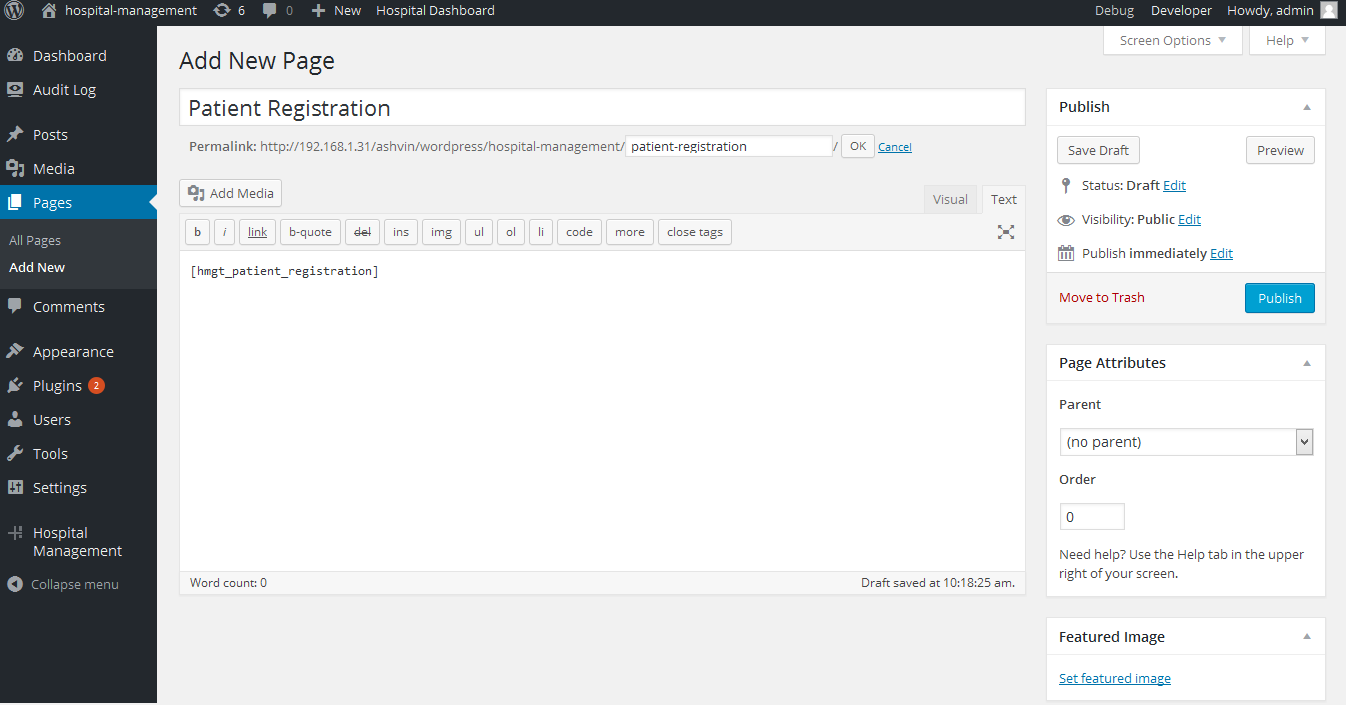 hospital-management 6 0 New Hospital Dashboard Debug Developer Howdy, admin
Screen Options Help
Dashboard
Audit Log
Posts
Media
Pages
All Pages
Add New
Comments
Appearance
Plugins 2
Users
Tools
Settings
Hospital
Management
Collapse menu
Add New Page
Patient Registration
Permalink: http://192.168.1.31/ashvin/wordpress/hospital-management/ patient-registration / OK Cancel
Add Media
Visual Text
b i link b-quote del ins img ul ol li code more close tags
[hmgt_patient_registration]
Word count: 0 Draft saved at 10:18:25 am.
Publish
Save Draft Preview
Status: Draft Edit
Visibility: Public Edit
Publish immediately Edit
Move to Trash Publish
Page Attributes
Parent
(no parent)
Order
0
Need help? Use the Help tab in the upper
right of your screen.
Featured Image
Set featured image